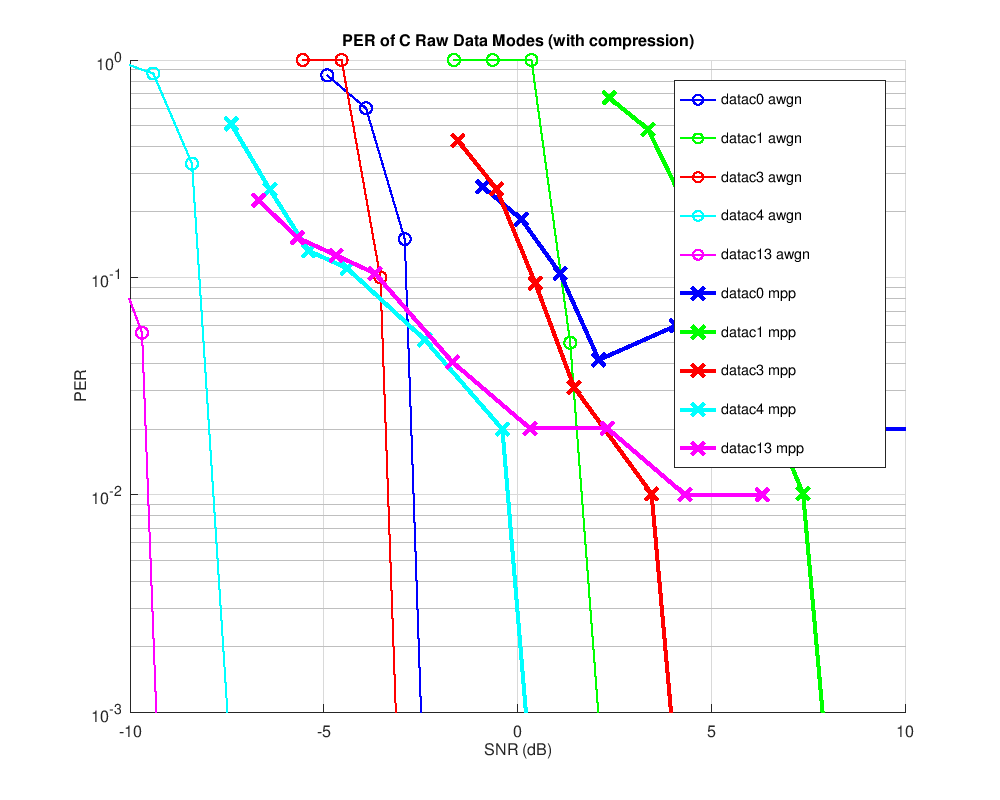 PER of C Raw Data Modes (with compression)
10^0
10^-1
10^-2
10^-3
PER
datac0 awgn
datac1 awgn
datac3 awgn
datac4 awgn
datac13 awgn
datac0 mpp
datac1 mpp
datac3 mpp
datac4 mpp
datac13 mpp
-10 -5 0 5 10
SNR (dB)